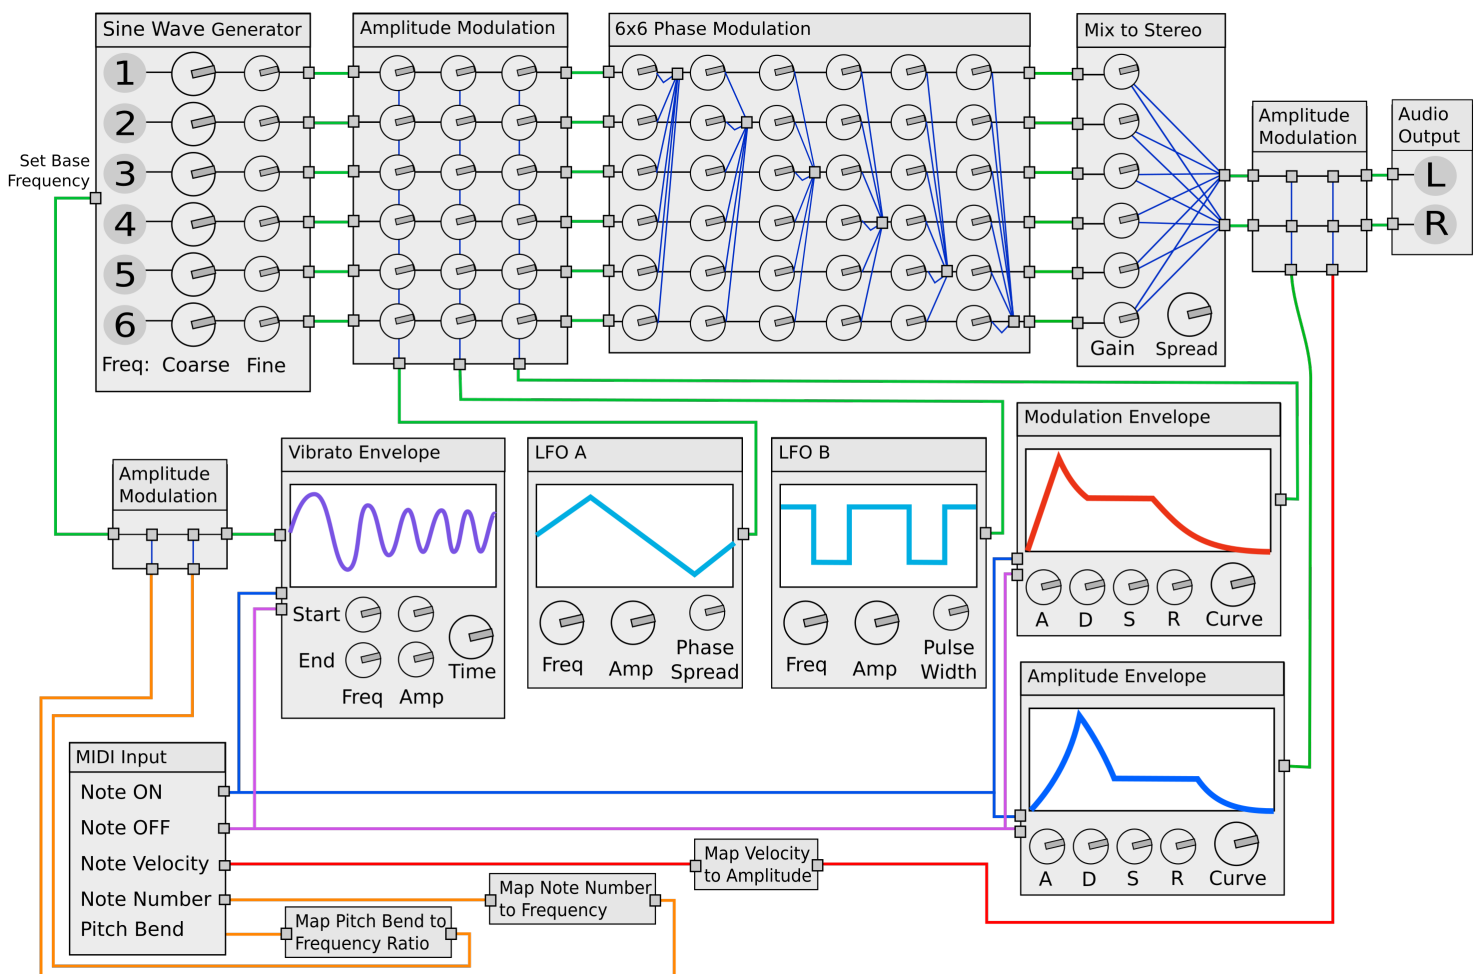 Sine Wave Generator
Amplitude Modulation
6x6 Phase Modulation
Mix to Stereo
1
2
3
4
5
6
Freq: Coarse Fine
Set Base
Frequency
Gain Spread
Amplitude
Modulation
Audio
Output
L
R
Amplitude
Modulation
Vibrato Envelope
Start
End
Freq Amp
Time
LFO A
Freq Amp
Phase
Spread
LFO B
Freq Amp
Pulse
Width
Modulation Envelope
A D S R Curve
Amplitude Envelope
A D S R Curve
MIDI Input
Note ON
Note OFF
Note Velocity
Note Number
Pitch Bend
Map Velocity
to Amplitude
Map Note Number
to Frequency
Map Pitch Bend to
Frequency Ratio